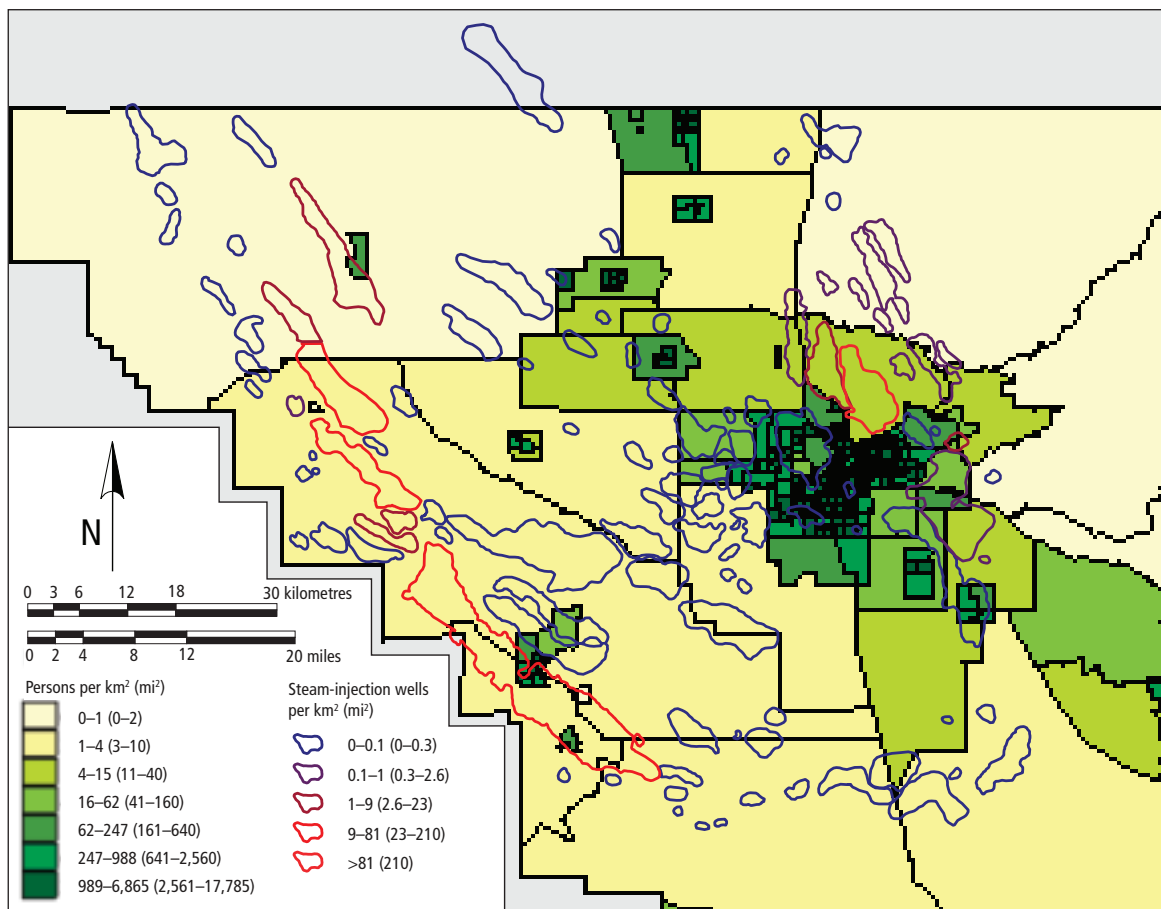 N
0 3 6 12 18 30 kilometres
0 2 4 8 12 20 miles
Persons per km² (mi²)
0–1 (0–2)
1–4 (3–10)
4–15 (11–40)
16–62 (41–160)
62–247 (161–640)
247–988 (641–2,560)
989–6,865 (2,561–17,785)
Steam-injection wells
per km² (mi²)
0–0.1 (0–0.3)
0.1–1 (0.3–2.6)
1–9 (2.6–23)
9–81 (23–210)
>81 (210)